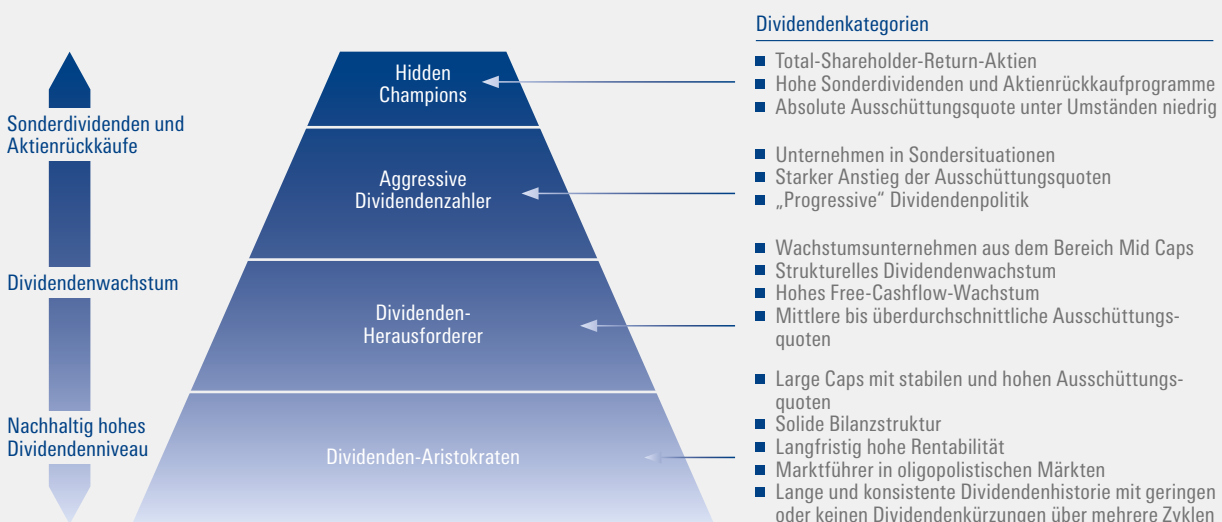 Dividendenkategorien
Sonderdividenden und
Aktienrückkäufe
Dividendenwachstum
Nachhaltig hohes
Dividendenniveau
Hidden
Champions
Aggressive
Dividendenzahler
Dividenden-
Herausforderer
Dividenden-Aristokraten
Total-Shareholder-Return-Aktien
Hohe Sonderdividenden und Aktienrückkaufprogramme
Absolute Ausschüttungsquote unter Umständen niedrig
Unternehmen in Sondersituationen
Starker Anstieg der Ausschüttungsquoten
„Progressive” Dividendenpolitik
Wachstumsunternehmen aus dem Bereich Mid Caps
Strukturelles Dividendenwachstum
Hohes Free-Cashflow-Wachstum
Mittlere bis überdurchschnittliche Ausschüttungs-
quoten
Large Caps mit stabilen und hohen Ausschüttungs-
quoten
Solide Bilanzstruktur
Langfristig hohe Rentabilität
Marktführer in oligopolistischen Märkten
Lange und konsistente Dividendenhistorie mit geringen
oder keinen Dividendenkürzungen über mehrere Zyklen